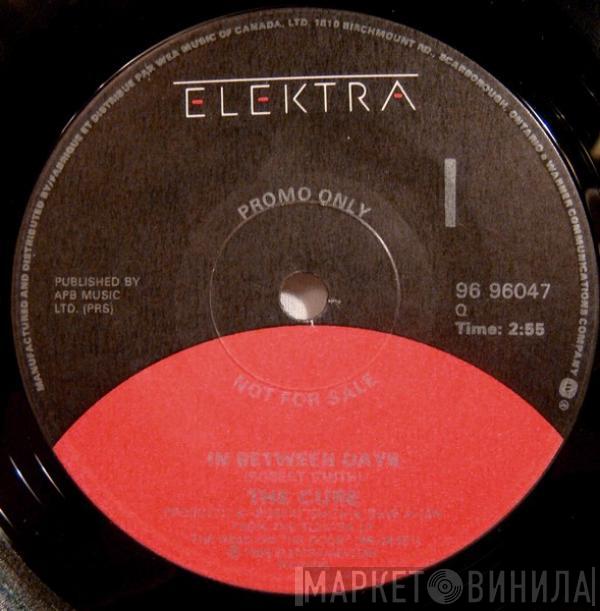 MANUFACTURED AND DISTRIBUTED BY/FABRIQUE ET DISTRIBUE PAR WEA MUSIC OF CANADA, LTD. 1810 BIRCHMOUNT RD., SCARBOROUGH, ONTARIO A WARNER COMMUNICATIONS COMPANY
ELEKTRA
PROMO ONLY
PUBLISHED BY
APB MUSIC
LTD. (PRS)
96 96047
Q
Time: 2:55
NOT FOR SALE
IN BETWEEN DAYS
(ROBERT SMITH)
THE CURE
МАРКЕТ ВИНИЛА